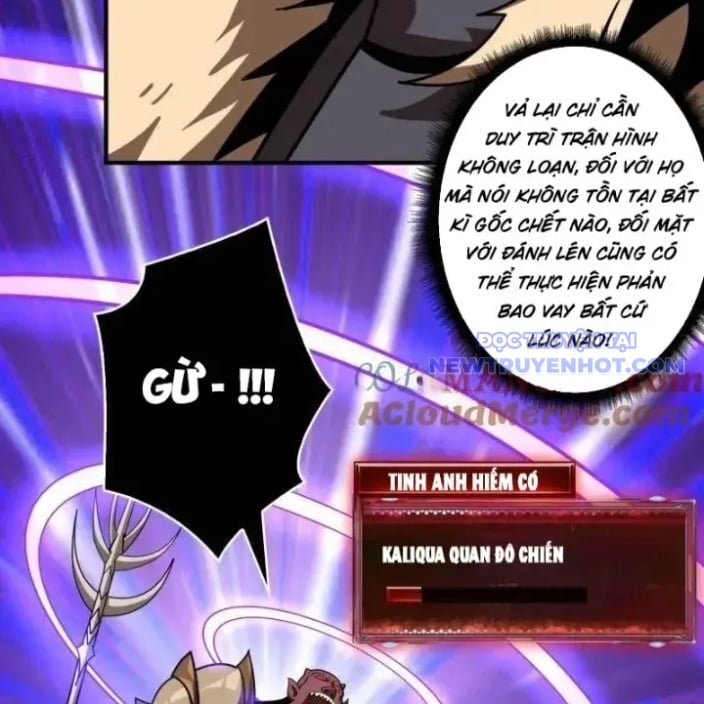 VẢ LẠI CHỈ CẦN
DUY TRÌ TRẬN HÌNH
KHÔNG LOẠN, ĐỐI VỚI HỌ
MÀ NÓI KHÔNG TỒN TẠI BẤT
KÌ GỐC CHẾT NÀO, ĐỐI MẶT
VỚI ĐÁNH LÉN CŨNG CÓ
THỂ THỰC HIỆN PHẢN
BAO VAY BẤT CỨ
LÚC NÀO!
ĐỌC TRUYỆN TẠI
NEWTRUYENHOT.COM
ACloudMerge.com
GỪ - !!!
TINH ANH HIẾM CÓ
KALIQUA QUAN ĐÔ CHIẾN